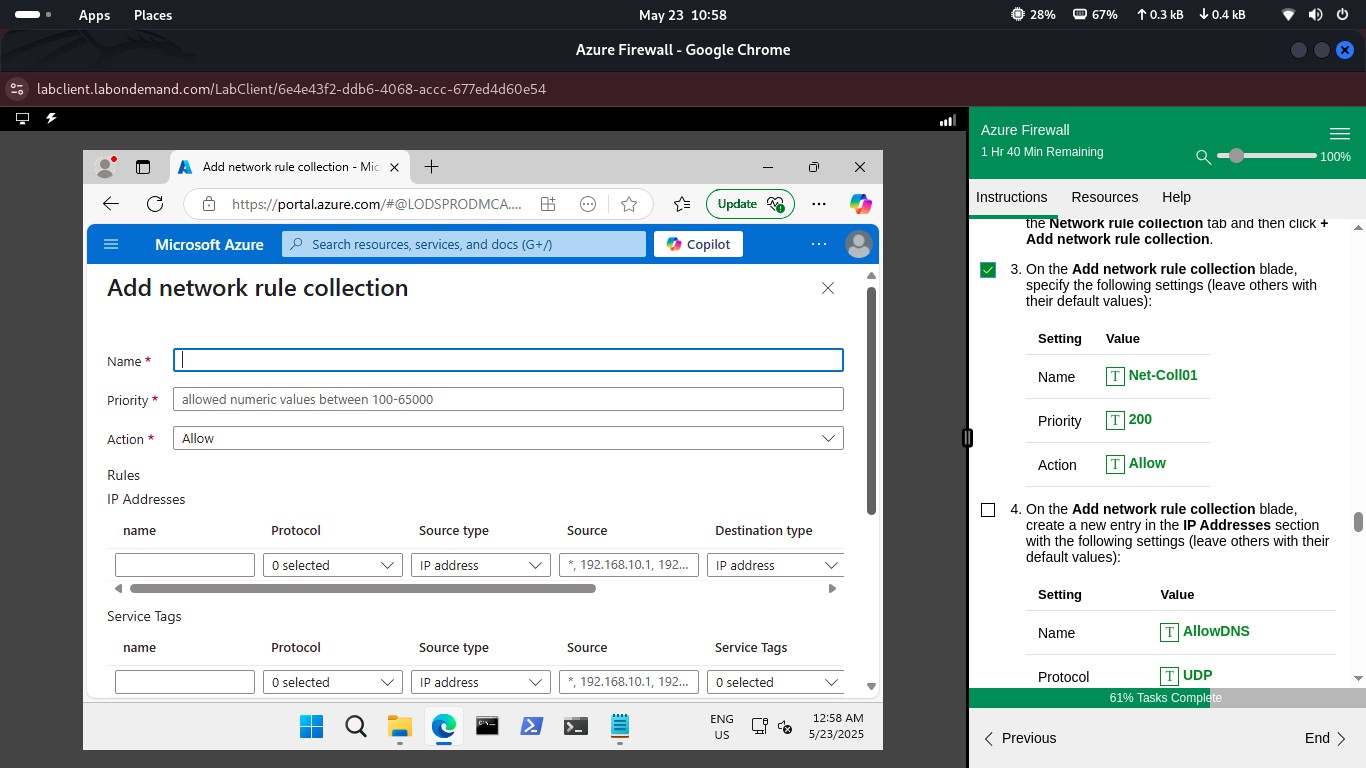 Apps Places May 23 10:58 28% 67% 0.3 kB 0.4 kB
Azure Firewall - Google Chrome
labclient.labondemand.com/LabClient/6e4e43f2-ddb6-4068-accc-677ed4d60e54
Add network rule collection - Mic
https://portal.azure.com/#@LODSPRODMCA.... Update
Microsoft Azure Search resources, services, and docs (G+/) Copilot
Add network rule collection
Name *
Priority * allowed numeric values between 100-65000
Action * Allow
Rules
IP Addresses
name Protocol Source type Source Destination type
0 selected IP address *, 192.168.10.1, 192... IP address
Service Tags
name Protocol Source type Source Service Tags
0 selected IP address *, 192.168.10.1, 192... 0 selected
ENG
US
12:58 AM
5/23/2025
Azure Firewall
1 Hr 40 Min Remaining
100%
Instructions Resources Help
the Network rule collection tab and then click +
Add network rule collection.
3. On the Add network rule collection blade,
specify the following settings (leave others with
their default values):
Setting Value
Name T Net-Coll01
Priority T 200
Action T Allow
4. On the Add network rule collection blade,
create a new entry in the IP Addresses section
with the following settings (leave others with their
default values):
Setting Value
Name T AllowDNS
Protocol T UDP
61% Tasks Complete
Previous End